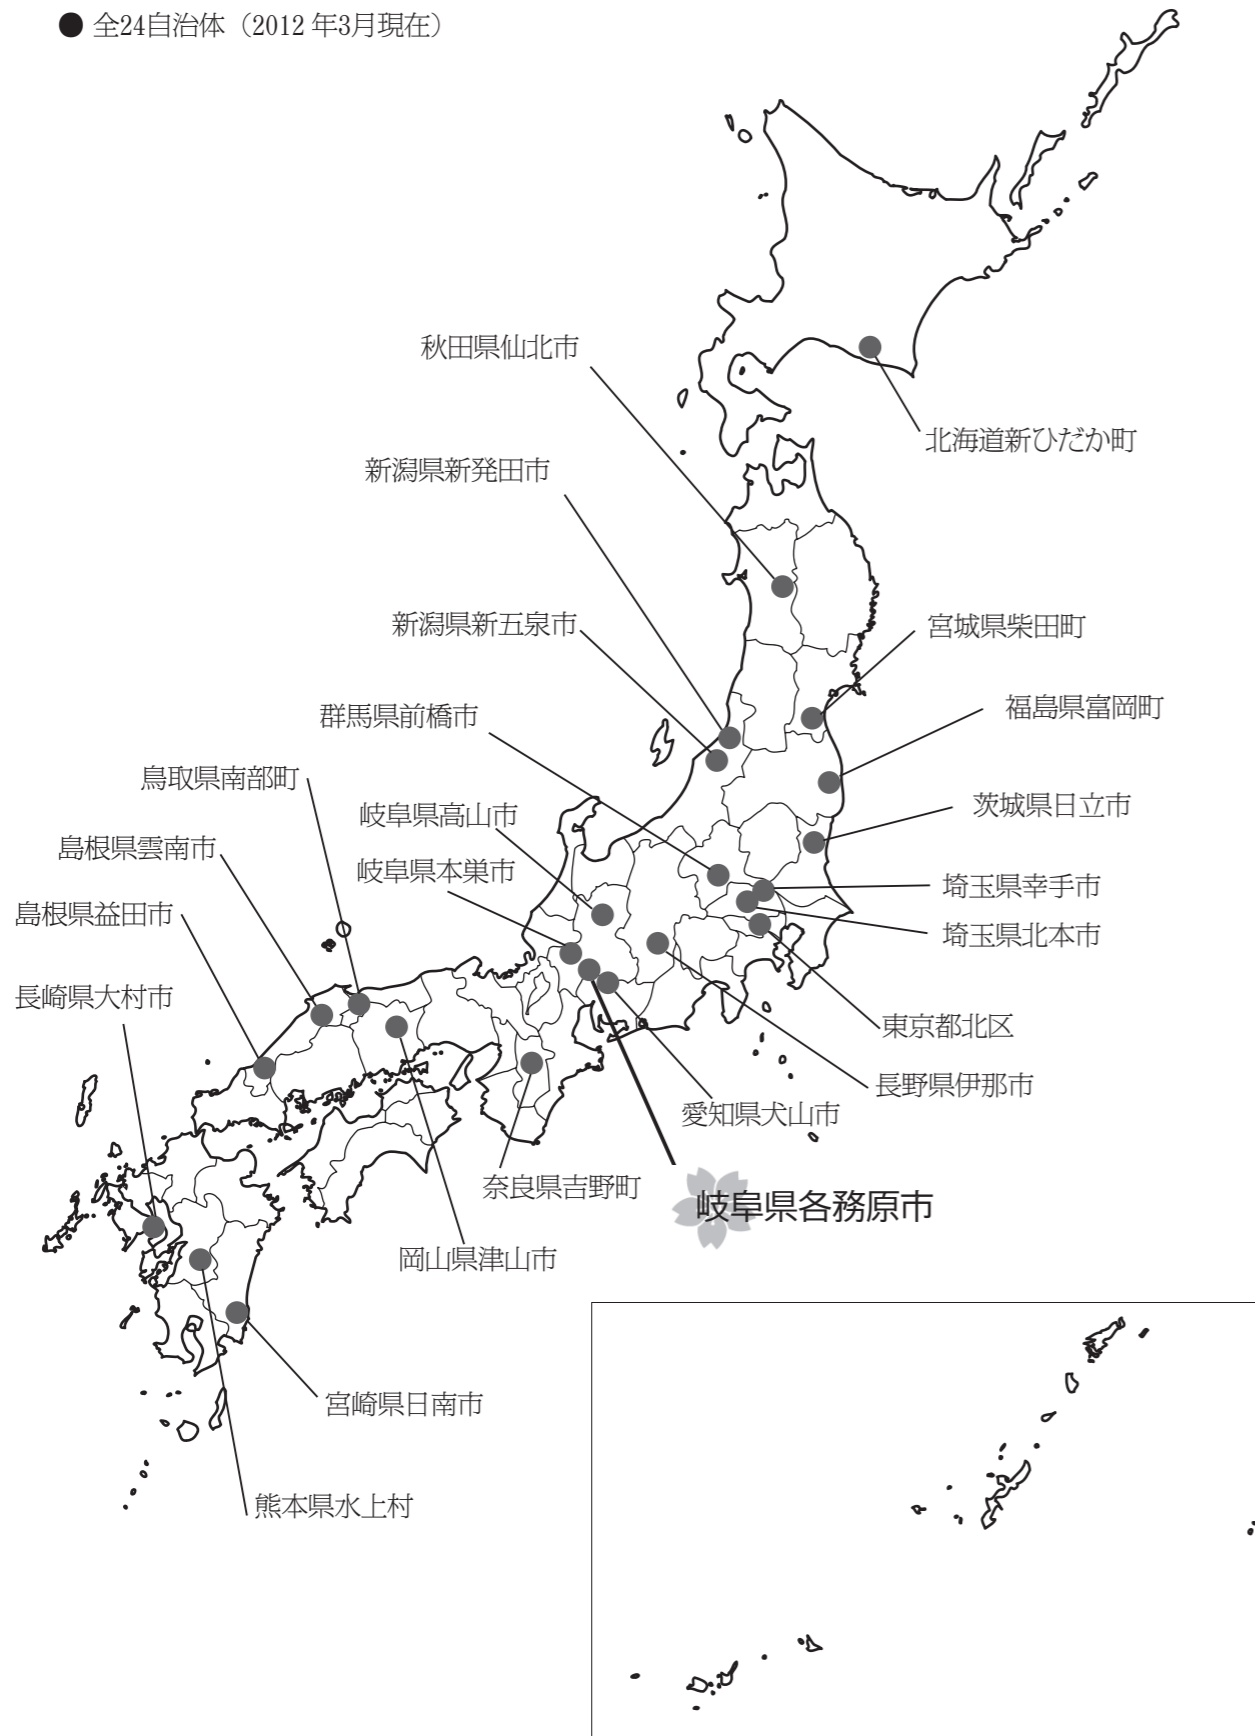 ● 全24自治体（2012 年3月現在）
秋田県仙北市
北海道新ひだか町
新潟県新発田市
新潟県新五泉市
宮城県柴田町
群馬県前橋市
福島県富岡町
鳥取県南部町
岐阜県高山市
茨城県日立市
島根県雲南市
岐阜県本巣市
埼玉県幸手市
島根県益田市
埼玉県北本市
長崎県大村市
東京都北区
長野県伊那市
愛知県犬山市
奈良県吉野町
岐阜県各務原市
岡山県津山市
宮崎県日南市
熊本県水上村